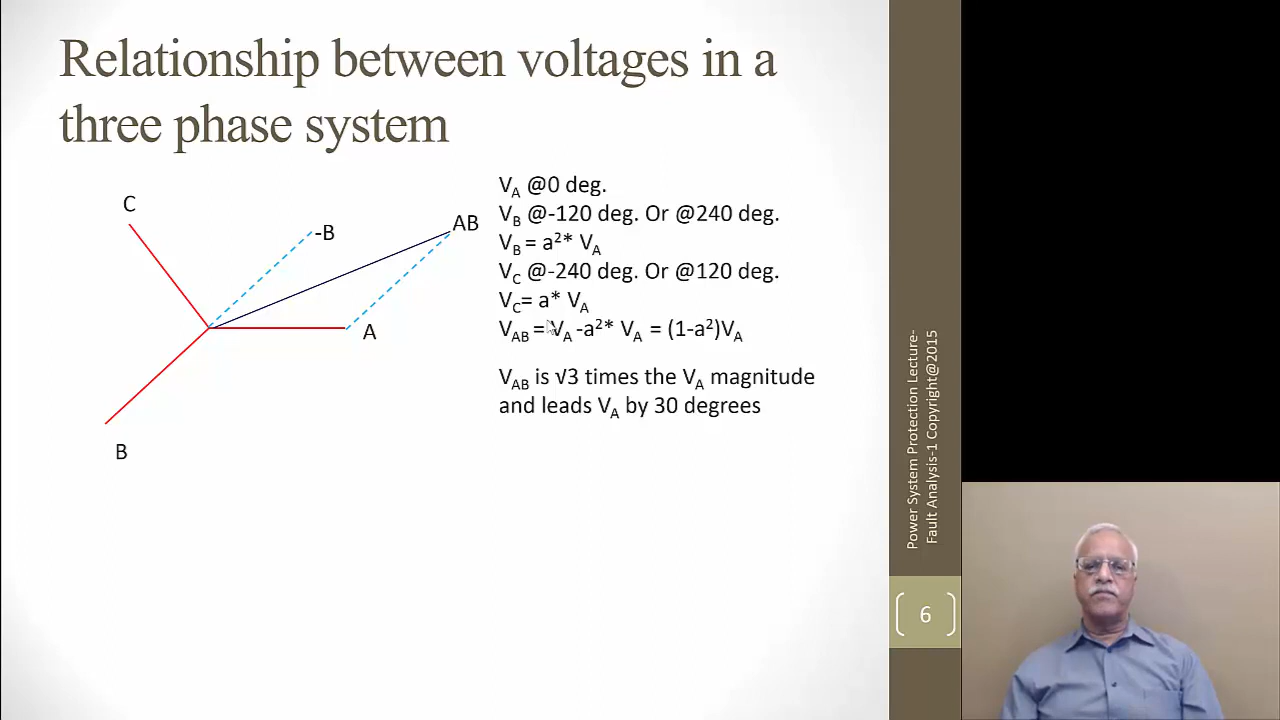 Relationship between voltages in a
three phase system
C
-B
AB
A
B
V_A @0 deg.
V_B @-120 deg. Or @240 deg.
V_B = a²* V_A
V_C @-240 deg. Or @120 deg.
V_C= a* V_A
V_AB = V_A -a²* V_A = (1-a²)V_A
V_AB is √3 times the V_A magnitude
and leads V_A by 30 degrees
Power System Protection Lecture-
Fault Analysis-1 Copyright@2015
6